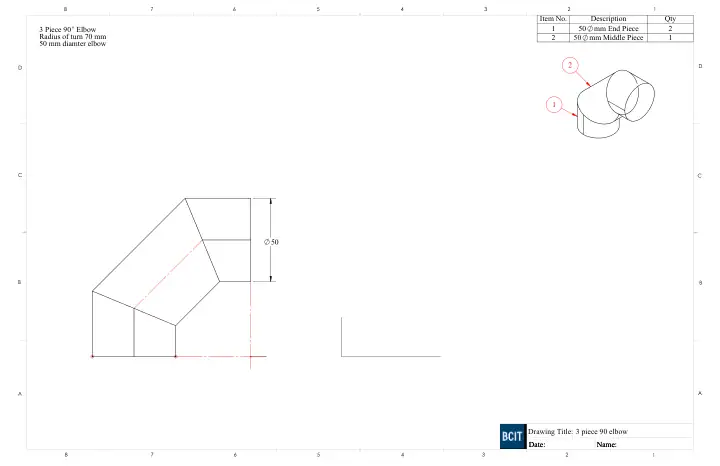 8 7 6 5 4 3 2 1
3 Piece 90° Elbow
Radius of turn 70 mm
50 mm diamter elbow
Item No. Description Qty
1 50 ∅ mm End Piece 2
2 50 ∅ mm Middle Piece 1
D D
2
1
C C
∅ 50
B B
A A
BCIT
Drawing Title: 3 piece 90 elbow
Date: Name:
8 7 6 5 4 3 2 1